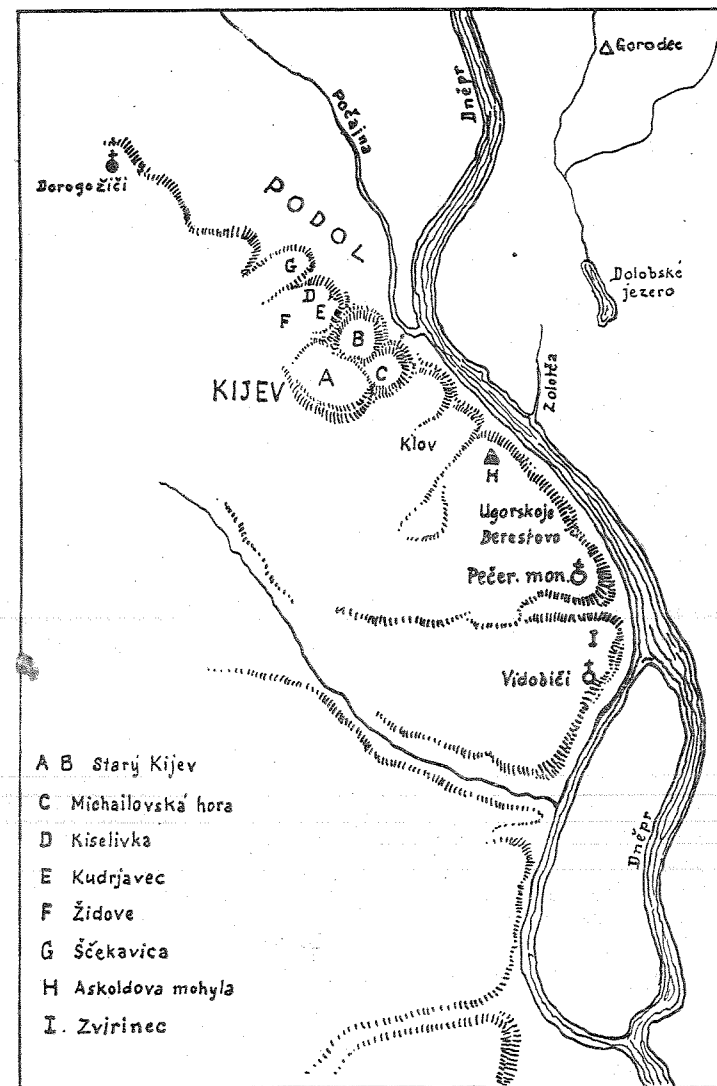 Gorodec
Počajna
Dněpr
Dorogožiči
PODOL
Dolobské
jezero
G
D
E
F
B
A
C
KIJEV
Zolotča
Klov
H
Ugorskoje
Berestovo
Pečer. mon.
I
Vidobiči
Dněpr
A B Starý Kijev
C Michailovská hora
D Kiselivka
E Kudrjavec
F Židove
G Ščekavica
H Askoldova mohyla
I. Zvirinec